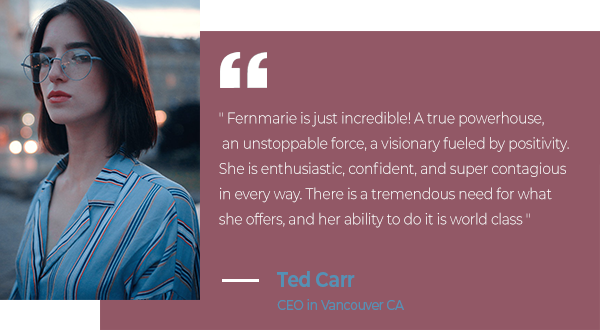 " Fernmarie is just incredible! A true powerhouse,
an unstoppable force, a visionary fueled by positivity.
She is enthusiastic, confident, and super contagious
in every way. There is a tremendous need for what
she offers, and her ability to do it is world class "
Ted Carr
CEO in Vancouver CA